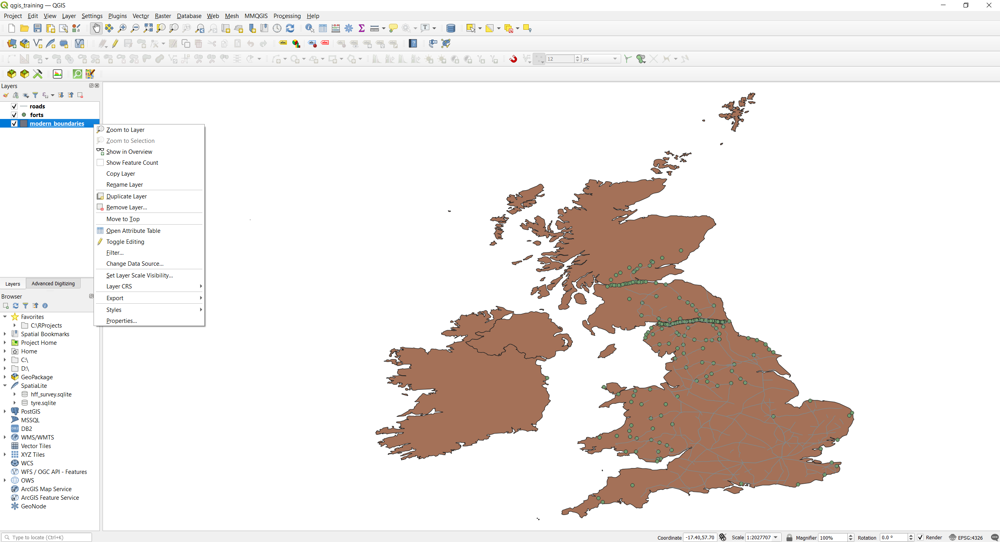 qgis_training — QGIS
Project Edit View Layer Settings Plugins Vector Raster Database Web Mesh MMQGIS Processing Help
12 px
Layers
roads
forts
modern_boundaries
Zoom to Layer
Zoom to Selection
Show in Overview
Show Feature Count
Copy Layer
Rename Layer
Duplicate Layer
Remove Layer...
Move to Top
Open Attribute Table
Toggle Editing
Filter...
Change Data Source...
Set Layer Scale Visibility...
Layer CRS
Export
Styles
Properties...
Layers Advanced Digitizing
Browser
Favorites
C:\RProjects
Spatial Bookmarks
Project Home
Home
C:\
D:\
GeoPackage
SpatiaLite
hff_survey.sqlite
tyre.sqlite
PostGIS
MSSQL
DB2
WMS/WMTS
Vector Tiles
XYZ Tiles
WCS
WFS / OGC API - Features
OWS
ArcGIS Map Service
ArcGIS Feature Service
GeoNode
Type to locate (Ctrl+K) Coordinate -17.40,57.70 Scale 1:2027707 Magnifier 100% Rotation 0.0 ° Render EPSG:4326